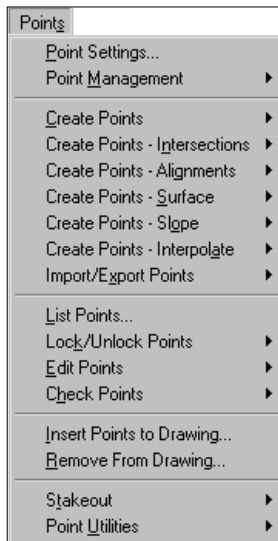 Points
Point Settings...
Point Management
Create Points
Create Points - Intersections
Create Points - Alignments
Create Points - Surface
Create Points - Slope
Create Points - Interpolate
Import/Export Points
List Points...
Lock/Unlock Points
Edit Points
Check Points
Insert Points to Drawing...
Remove From Drawing...
Stakeout
Point Utilities